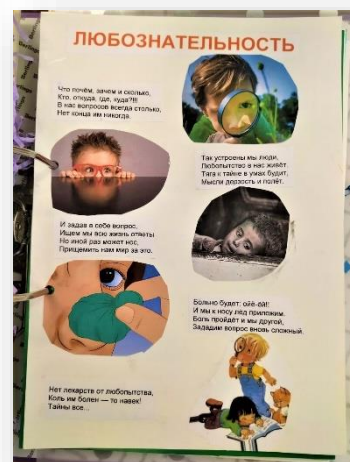 ЛЮБОЗНАТЕЛЬНОСТЬ
Что почём, зачем и сколько,
Кто, откуда, где, куда?!!!
В нас вопросов всегда столько,
Нет конца им никогда.
Так устроены мы люди,
Любопытство в нас живёт.
Тяга к тайне в умах будит,
Мысли дерзость и полёт.
И задав в себе вопрос,
Ищем мы всю жизнь ответы.
Но иной раз может нос,
Прищемить нам мир за это.
Больно будет: ойё-ёй!!
И мы к носу лёд приложим.
Боль пройдёт и мы другой,
Зададим вопрос вновь сложный.
Нет лекарств от любопытства,
Коль им болен — то навек!
Тайны все...